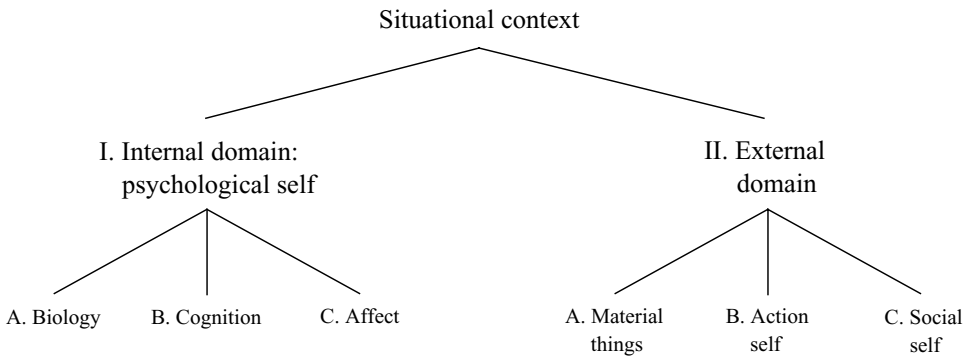 Situational context
I. Internal domain:
psychological self
II. External
domain
A. Biology
B. Cognition
C. Affect
A. Material
things
B. Action
self
C. Social
self